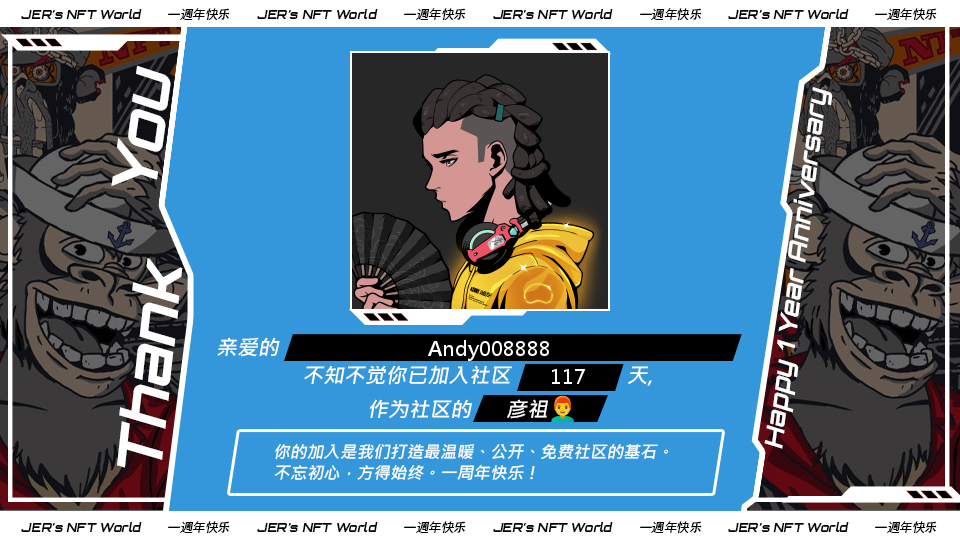 JER's NFT World 一週年快乐 JER's NFT World 一週年快乐 JER's NFT World 一週年快乐 JER's NFT World 一週年快乐
Thank You
Happy 1 Year Anniversary
亲爱的 Andy008888
不知不觉你已加入社区 117 天,
作为社区的 彦祖👨‍🦰
你的加入是我们打造最温暖、公开、免费社区的基石。
不忘初心，方得始终。一周年快乐！
JER's NFT World 一週年快乐 JER's NFT World 一週年快乐 JER's NFT World 一週年快乐 JER's NFT World 一週年快乐